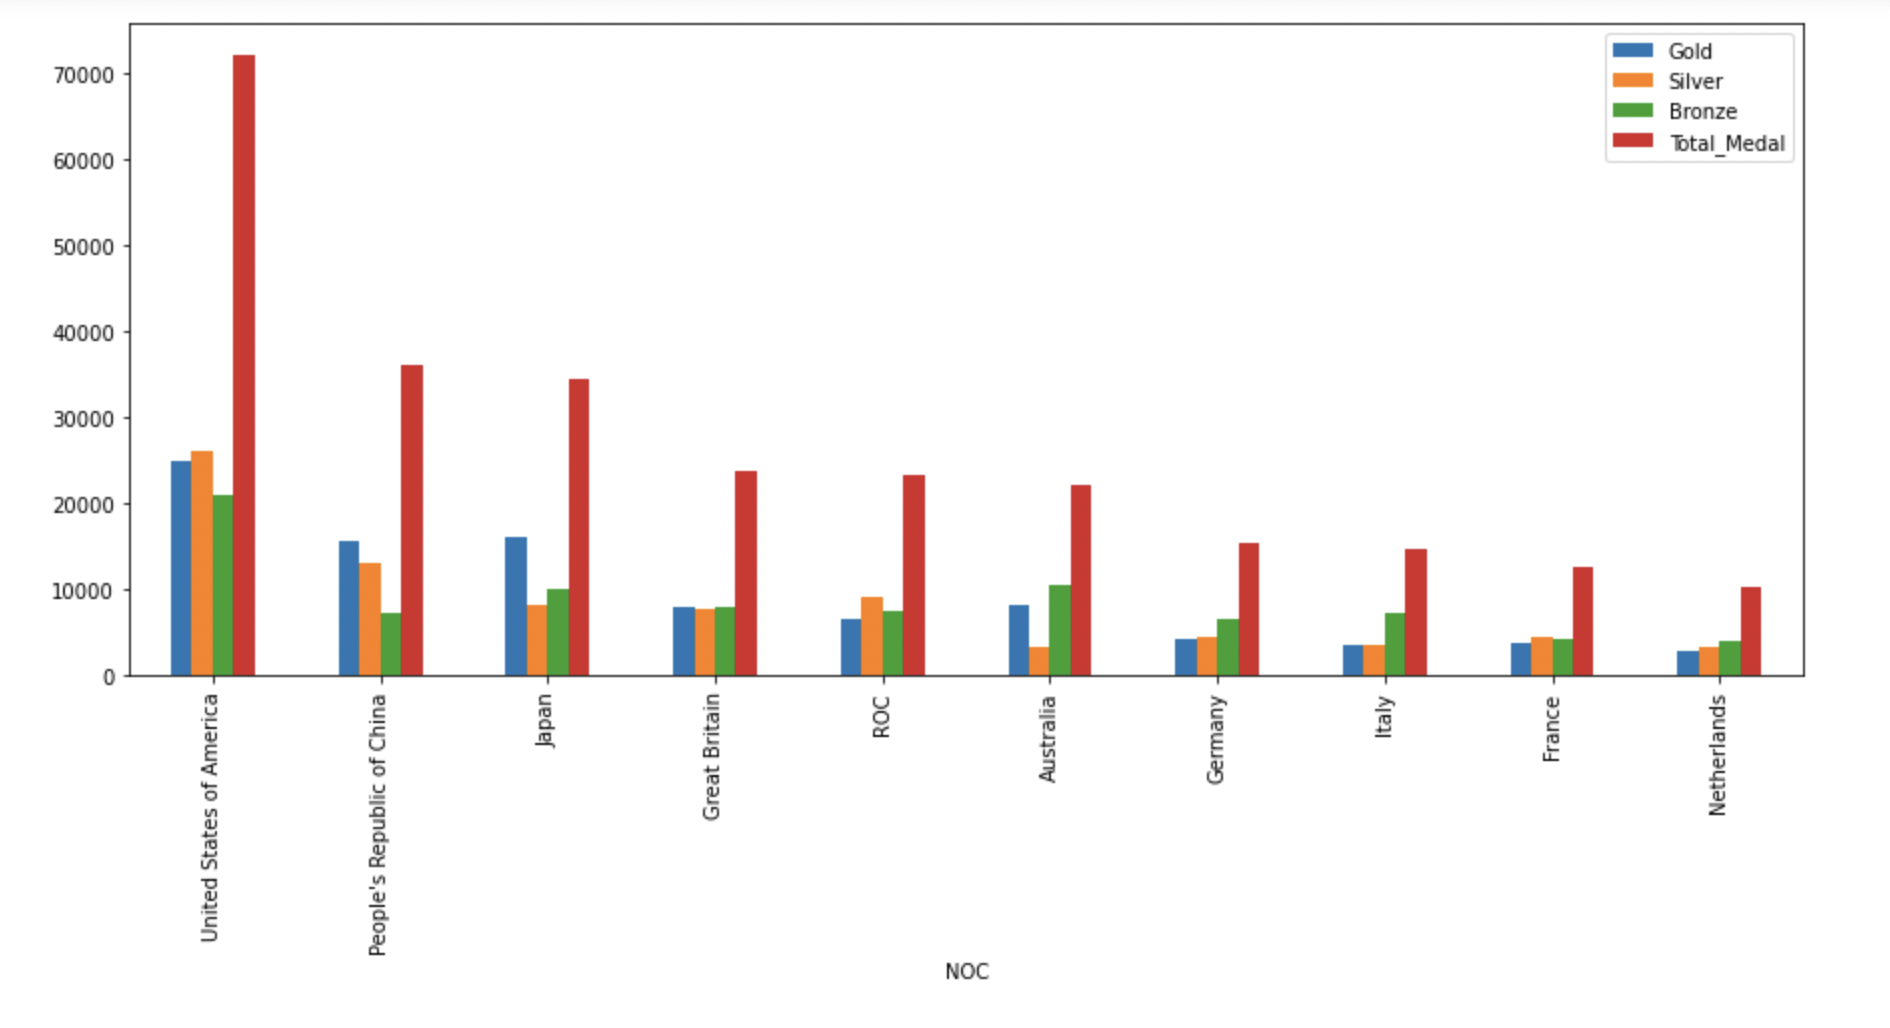 70000
60000
50000
40000
30000
20000
10000
0
Gold
Silver
Bronze
Total_Medal
United States of America
People's Republic of China
Japan
Great Britain
ROC
Australia
Germany
Italy
France
Netherlands
NOC